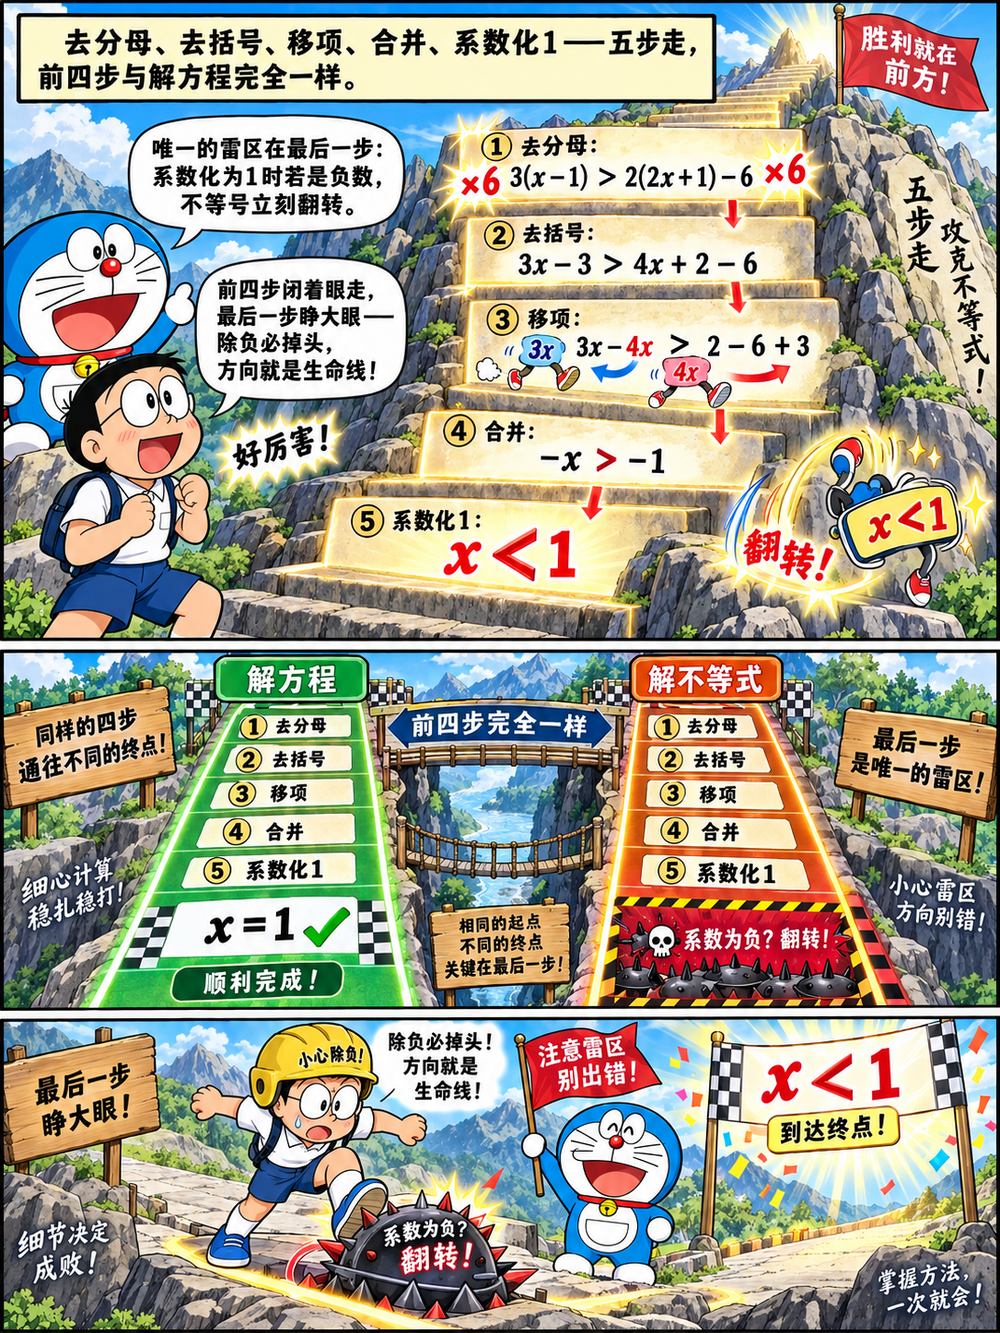 去分母、去括号、移项、合并、系数化1——五步走，
前四步与解方程完全一样。
胜利就在
前方！
唯一的雷区在最后一步：
系数化为1时若是负数，
不等号立刻翻转。
前四步闭着眼走，
最后一步睁大眼——
除负必掉头，
方向就是生命线！
好厉害！
① 去分母：
×6 3(x－1) > 2(2x+1)－6 ×6
② 去括号：
3x－3 > 4x＋2－6
③ 移项：
3x 3x－4x > 2－6＋3
4x
④ 合并：
－x > －1
⑤ 系数化1：
x<1
五步走
攻克不等式！
翻转！
x<1
解方程
① 去分母
② 去括号
③ 移项
④ 合并
⑤ 系数化1
x=1
顺利完成！
同样的四步
通往不同的终点！
细心计算
稳扎稳打！
前四步完全一样
相同的起点
不同的终点
关键在最后一步！
解不等式
① 去分母
② 去括号
③ 移项
④ 合并
⑤ 系数化1
系数为负？翻转！
最后一步
是唯一的雷区！
小心雷区
方向别错！
最后一步
睁大眼！
细节决定
成败！
小心除负！
除负必掉头！
方向就是
生命线！
系数为负？
翻转！
注意雷区
别出错！
x<1
到达终点！
掌握方法，
一次就会！